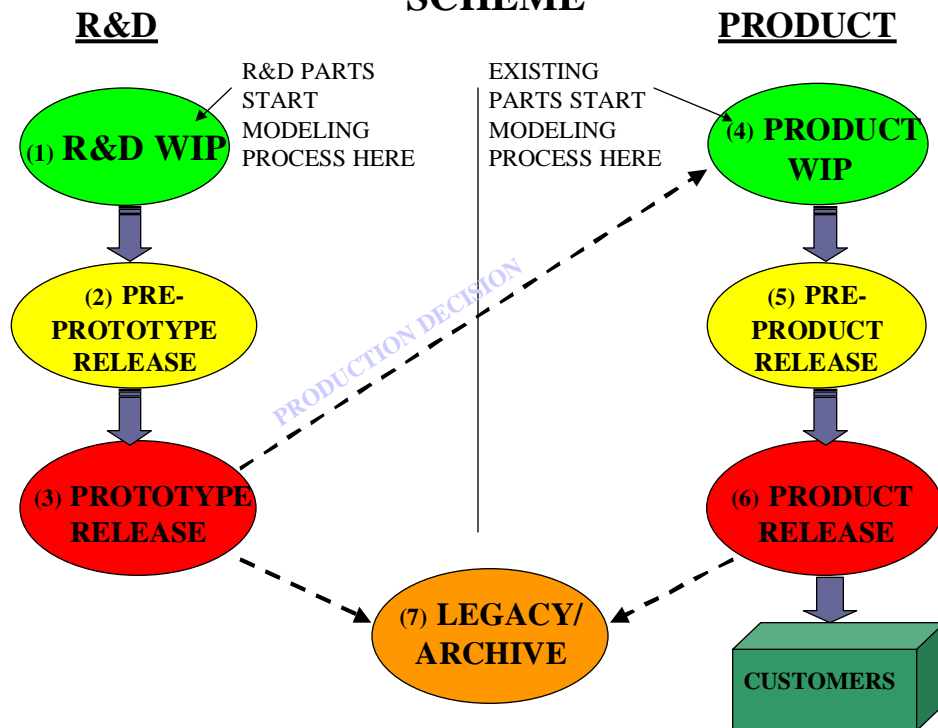 SCHEME
R&D
PRODUCT
R&D PARTS
START
MODELING
PROCESS HERE
EXISTING
PARTS START
MODELING
PROCESS HERE
(1) R&D WIP
(4) PRODUCT
WIP
(2) PRE-
PROTOTYPE
RELEASE
PRODUCTION DECISION
(5) PRE-
PRODUCT
RELEASE
(3) PROTOTYPE
RELEASE
(6) PRODUCT
RELEASE
(7) LEGACY/
ARCHIVE
CUSTOMERS